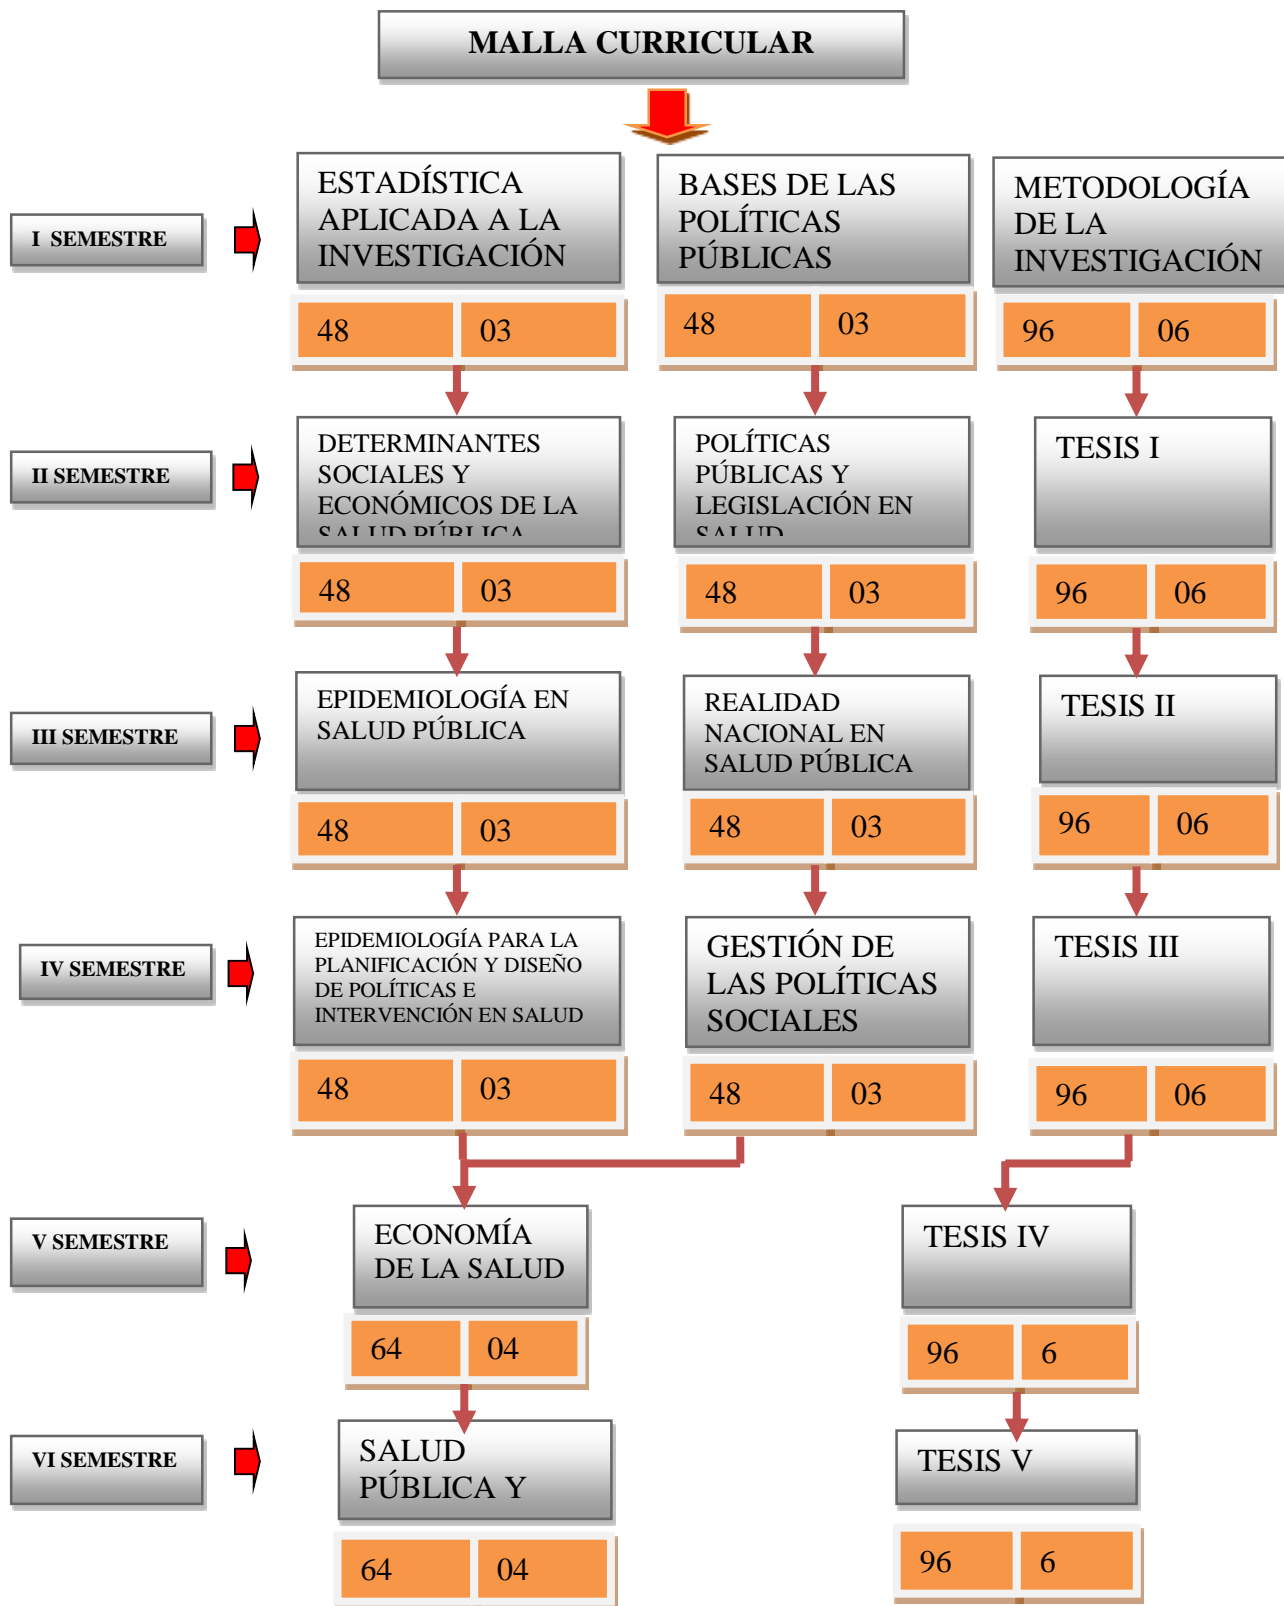 MALLA CURRICULAR
I SEMESTRE
ESTADÍSTICA
APLICADA A LA
INVESTIGACIÓN
48 03
BASES DE LAS
POLÍTICAS
PÚBLICAS
48 03
METODOLOGÍA
DE LA
INVESTIGACIÓN
96 06
II SEMESTRE
DETERMINANTES
SOCIALES Y
ECONÓMICOS DE LA
SALUD PÚBLICA
48 03
POLÍTICAS
PÚBLICAS Y
LEGISLACIÓN EN
SALUD
48 03
TESIS I
96 06
III SEMESTRE
EPIDEMIOLOGÍA EN
SALUD PÚBLICA
48 03
REALIDAD
NACIONAL EN
SALUD PÚBLICA
48 03
TESIS II
96 06
IV SEMESTRE
EPIDEMIOLOGÍA PARA LA
PLANIFICACIÓN Y DISEÑO
DE POLÍTICAS E
INTERVENCIÓN EN SALUD
48 03
GESTIÓN DE
LAS POLÍTICAS
SOCIALES
48 03
TESIS III
96 06
V SEMESTRE
ECONOMÍA
DE LA SALUD
64 04
TESIS IV
96 6
VI SEMESTRE
SALUD
PÚBLICA Y
64 04
TESIS V
96 6